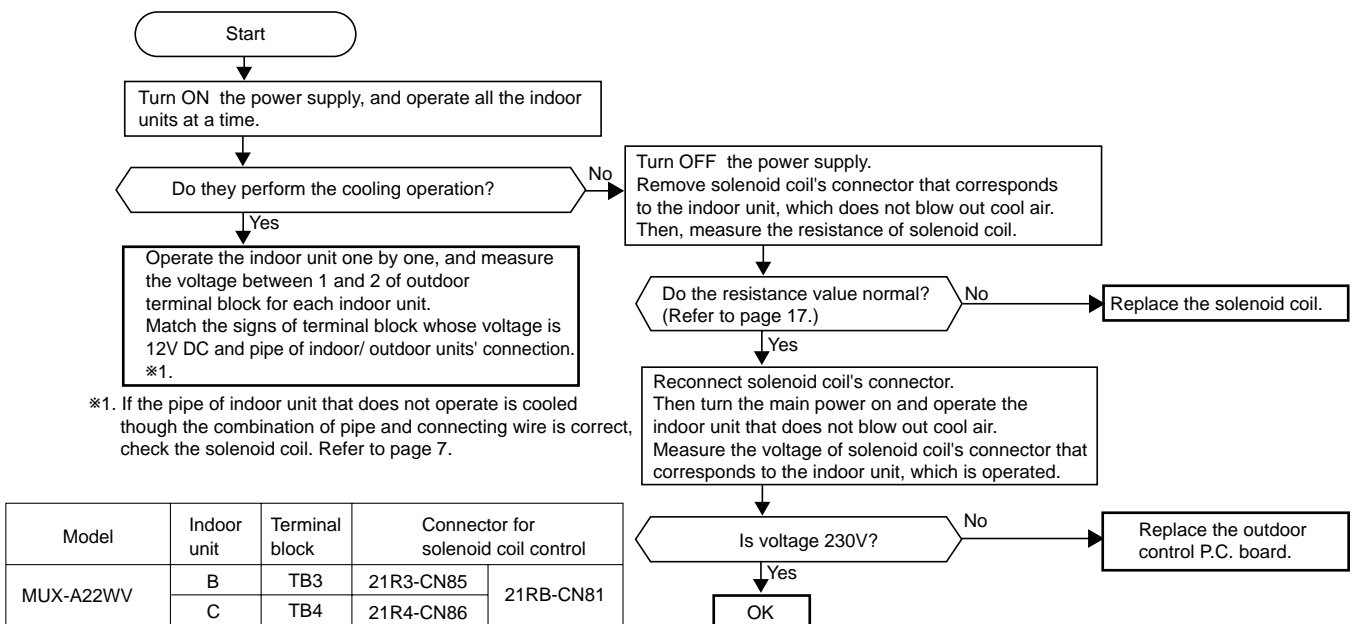 Start
Turn ON the power supply, and operate all the indoor
units at a time.
Do they perform the cooling operation?
No
Yes
Operate the indoor unit one by one, and measure
the voltage between 1 and 2 of outdoor
terminal block for each indoor unit.
Match the signs of terminal block whose voltage is
12V DC and pipe of indoor/ outdoor units' connection.
※1.
※1. If the pipe of indoor unit that does not operate is cooled
though the combination of pipe and connecting wire is correct,
check the solenoid coil. Refer to page 7.
Turn OFF the power supply.
Remove solenoid coil's connector that corresponds
to the indoor unit, which does not blow out cool air.
Then, measure the resistance of solenoid coil.
Do the resistance value normal?
(Refer to page 17.)
No
Replace the solenoid coil.
Yes
Reconnect solenoid coil's connector.
Then turn the main power on and operate the
indoor unit that does not blow out cool air.
Measure the voltage of solenoid coil's connector that
corresponds to the indoor unit, which is operated.
Is voltage 230V?
No
Replace the outdoor
control P.C. board.
Yes
OK
Model
Indoor
unit
Terminal
block
Connector for
solenoid coil control
MUX-A22WV
B
TB3
21R3-CN85
21RB-CN81
C
TB4
21R4-CN86